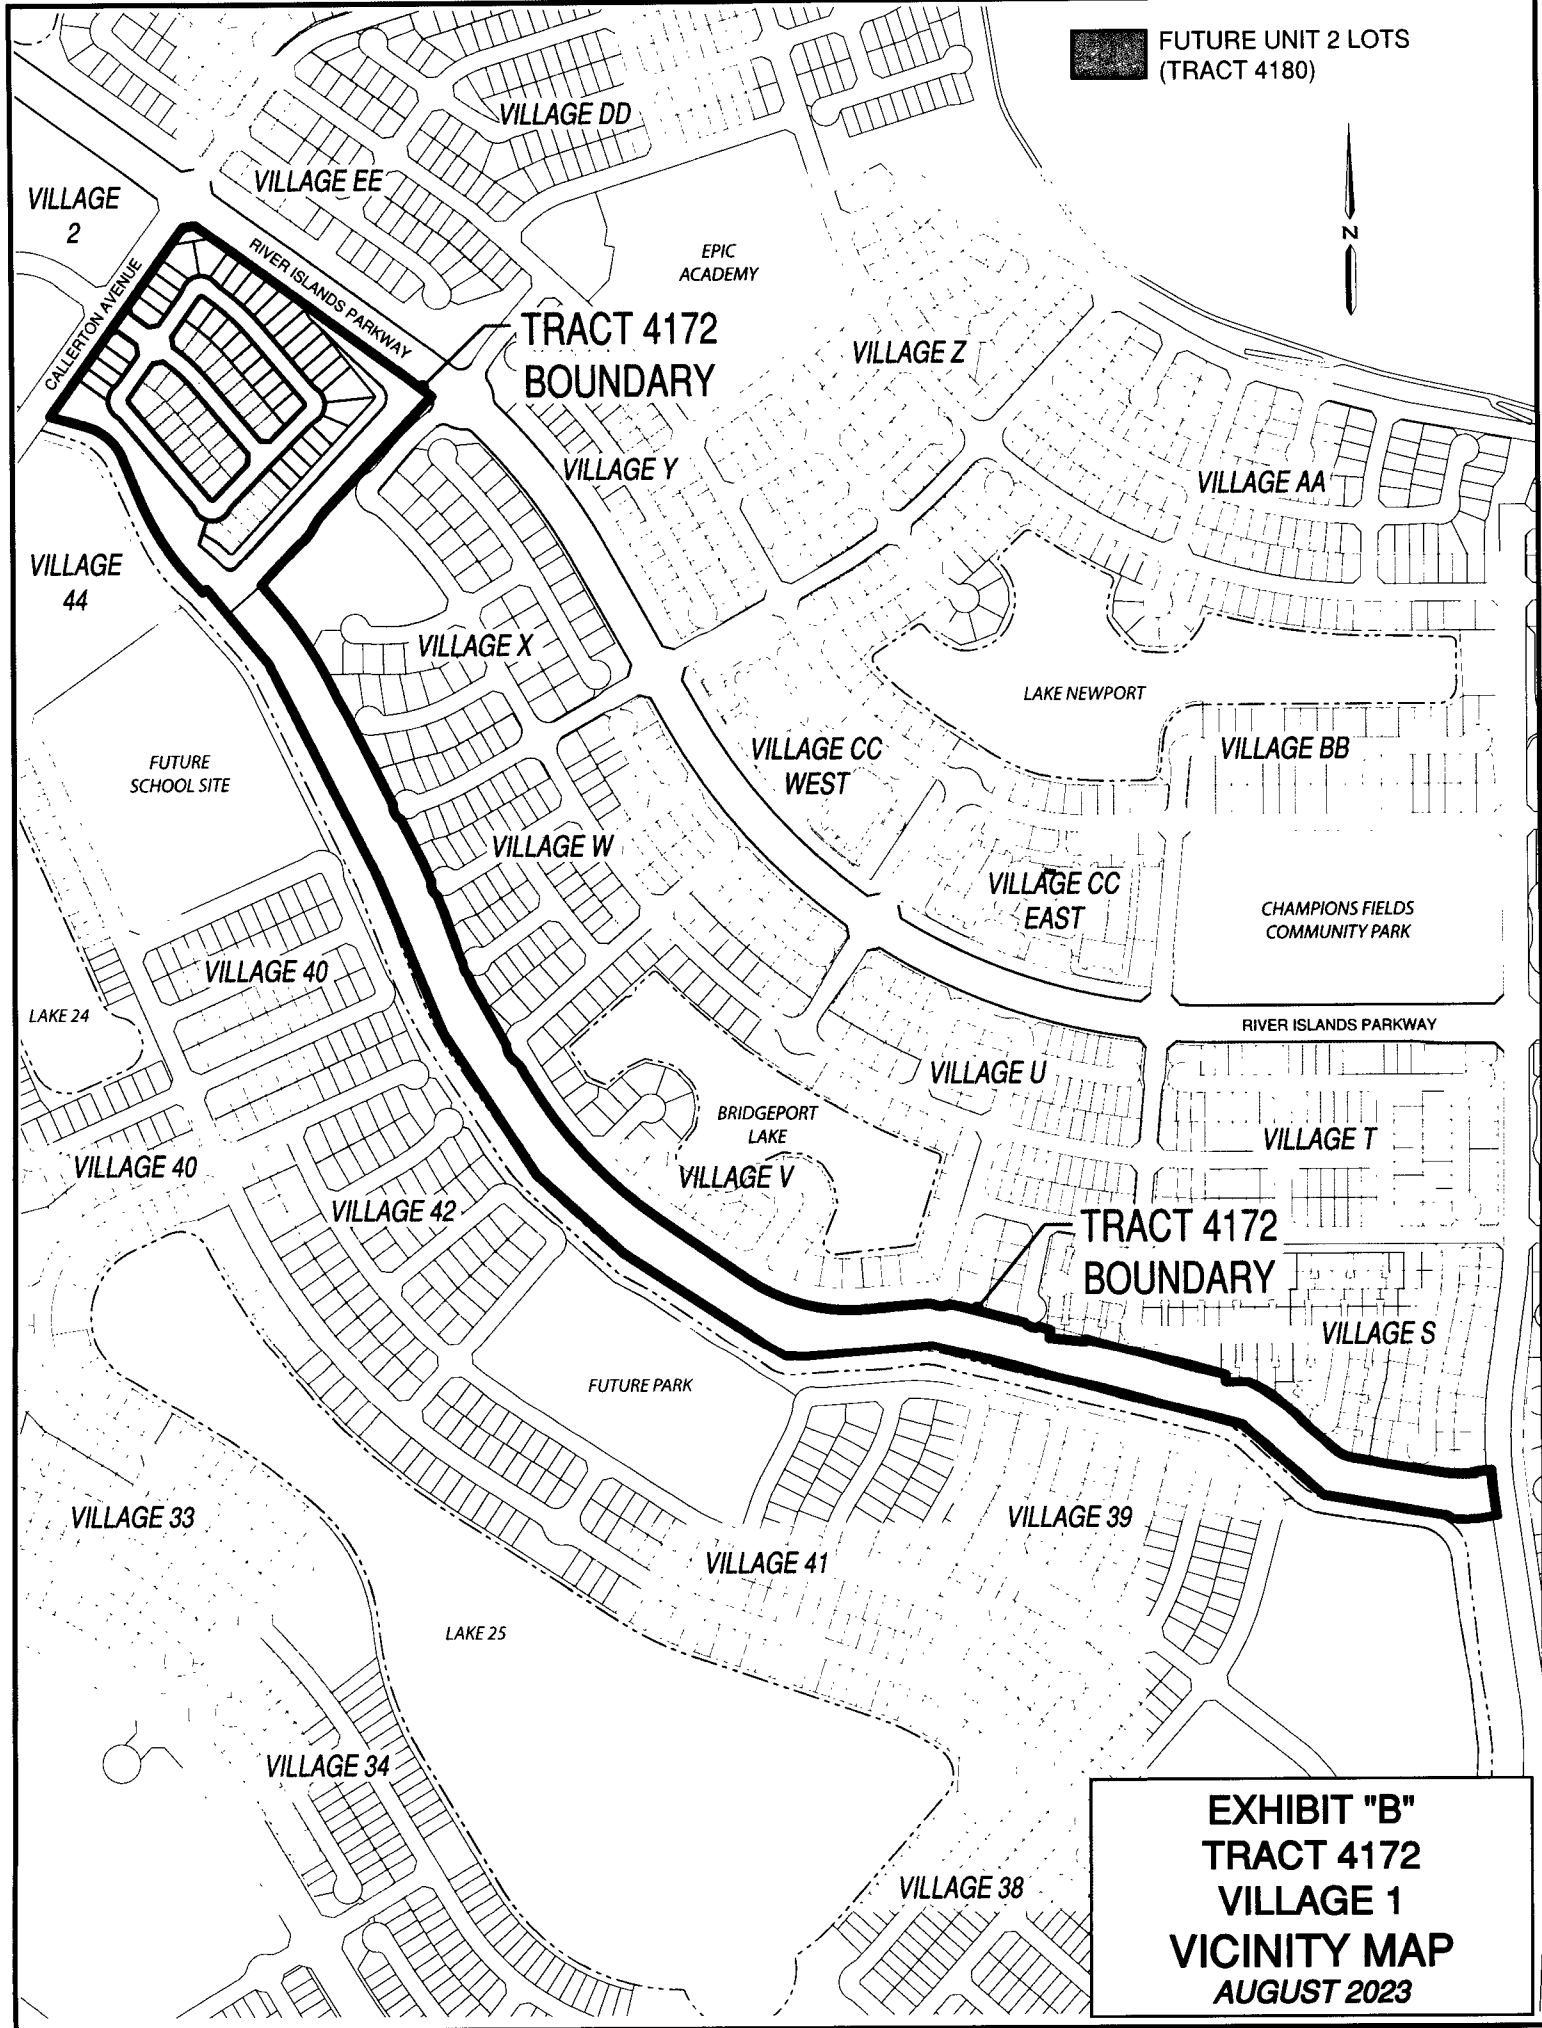 FUTURE UNIT 2 LOTS
(TRACT 4180)
VILLAGE DD
VILLAGE EE
VILLAGE
2
N
EPIC
ACADEMY
RIVER ISLANDS PARKWAY
CALLERTON AVENUE
TRACT 4172
BOUNDARY
VILLAGE Z
VILLAGE Y
VILLAGE AA
VILLAGE
44
VILLAGE X
LAKE NEWPORT
FUTURE
SCHOOL SITE
VILLAGE CC
WEST
VILLAGE BB
VILLAGE W
VILLAGE CC
EAST
CHAMPIONS FIELDS
COMMUNITY PARK
VILLAGE 40
LAKE 24
RIVER ISLANDS PARKWAY
VILLAGE U
BRIDGEPORT
LAKE
VILLAGE T
VILLAGE 40
VILLAGE V
VILLAGE 42
TRACT 4172
BOUNDARY
VILLAGE S
FUTURE PARK
VILLAGE 33
VILLAGE 39
VILLAGE 41
LAKE 25
VILLAGE 34
VILLAGE 38
EXHIBIT "B"
TRACT 4172
VILLAGE 1
VICINITY MAP
AUGUST 2023